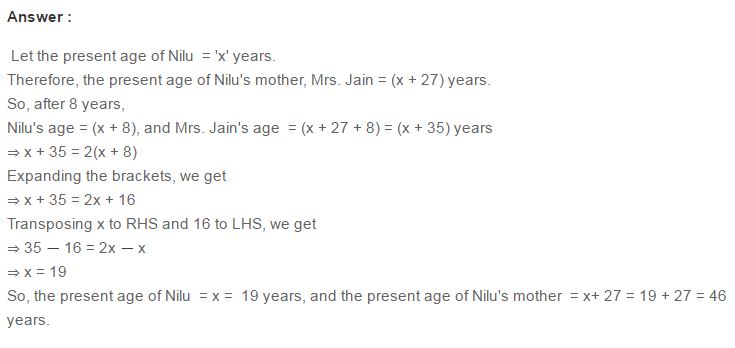 Answer :
Let the present age of Nilu = 'x' years.
Therefore, the present age of Nilu's mother, Mrs. Jain = (x + 27) years.
So, after 8 years,
Nilu's age = (x + 8), and Mrs. Jain's age = (x + 27 + 8) = (x + 35) years
⇒ x + 35 = 2(x + 8)
Expanding the brackets, we get
⇒ x + 35 = 2x + 16
Transposing x to RHS and 16 to LHS, we get
⇒ 35 — 16 = 2x — x
⇒ x = 19
So, the present age of Nilu = x = 19 years, and the present age of Nilu's mother = x+ 27 = 19 + 27 = 46
years.